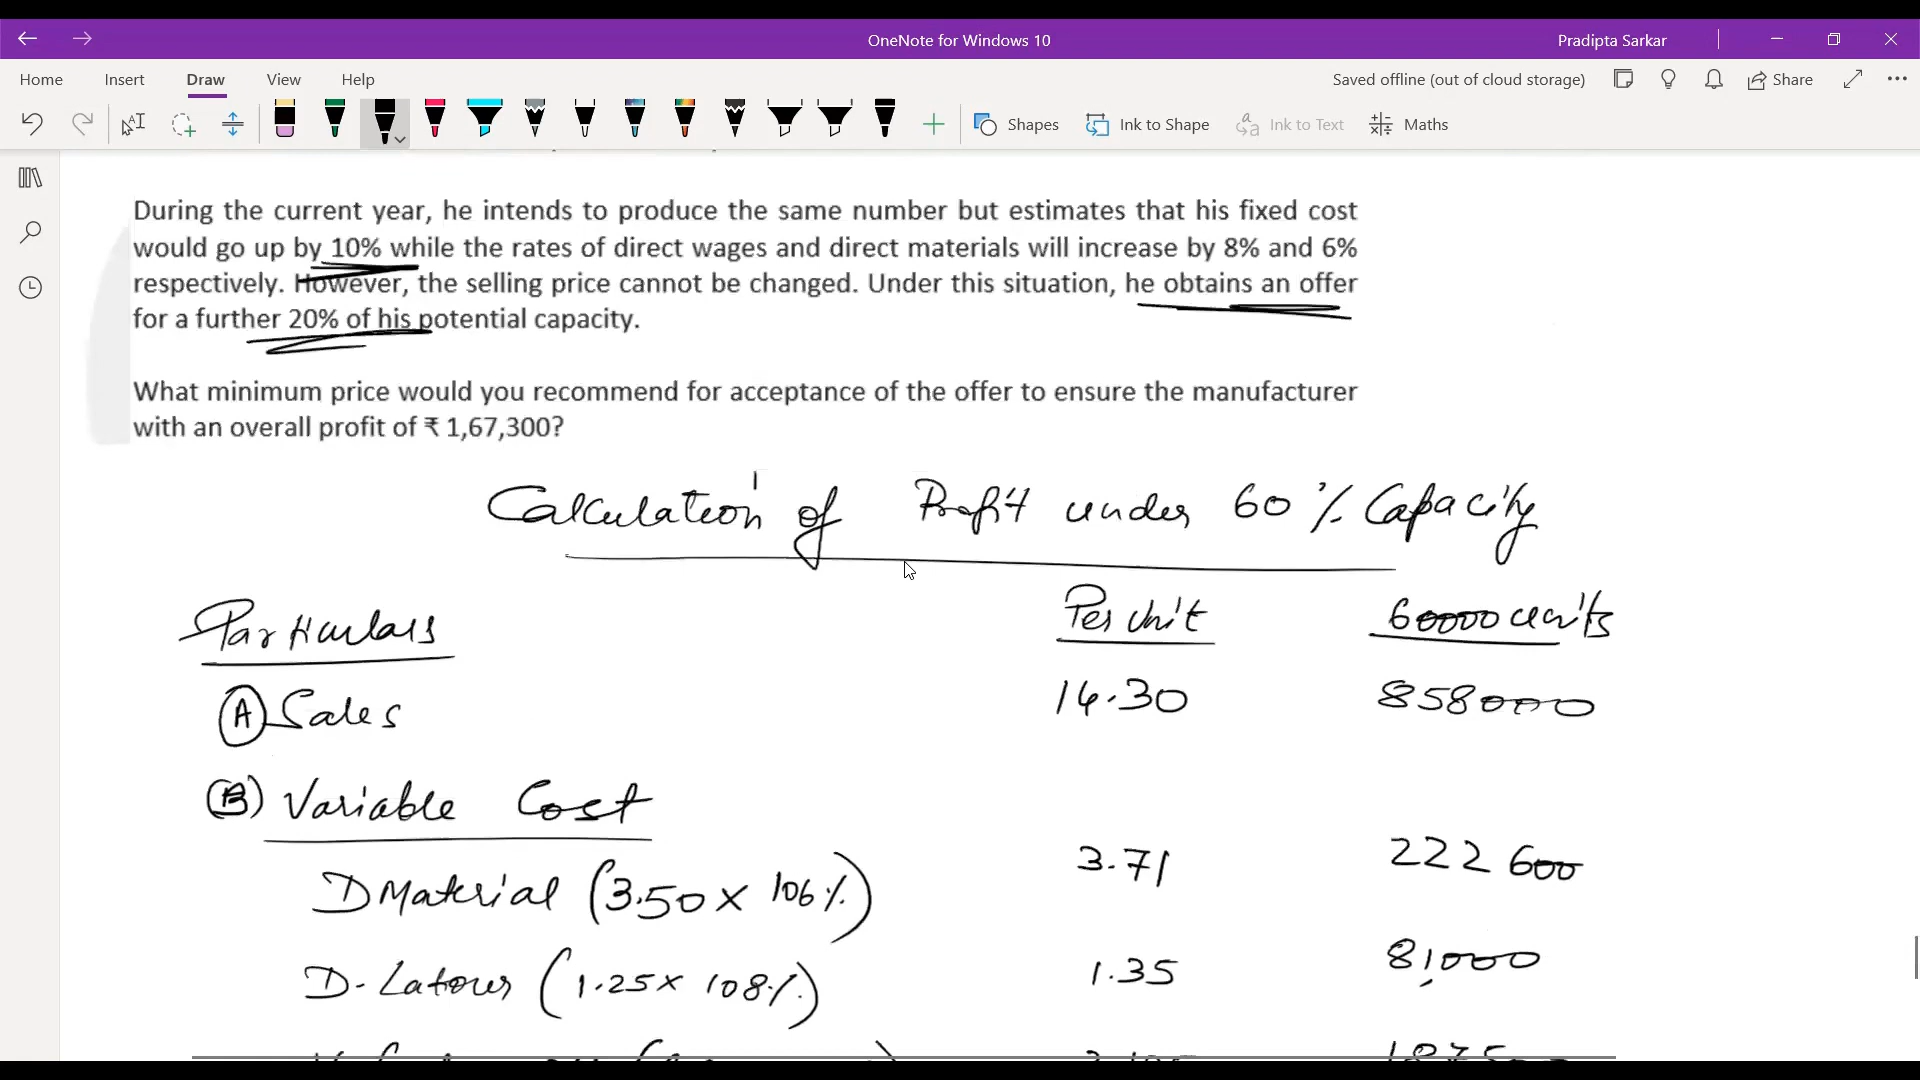 OneNote for Windows 10
Pradipta Sarkar
Home Insert Draw View Help
Saved offline (out of cloud storage)
Share
Shapes
Ink to Shape
Ink to Text
Maths
During the current year, he intends to produce the same number but estimates that his fixed cost
would go up by 10% while the rates of direct wages and direct materials will increase by 8% and 6%
respectively. However, the selling price cannot be changed. Under this situation, he obtains an offer
for a further 20% of his potential capacity.
What minimum price would you recommend for acceptance of the offer to ensure the manufacturer
with an overall profit of ₹ 1,67,300?
Calculation of Profit under 60% Capacity
Particulars Per Unit 60000 units
(A) Sales 14.30 858000
(B) Variable Cost
D Material (3.50 x 106%) 3.71 222600
D. Labour (1.25 x 108%) 1.35 81,000